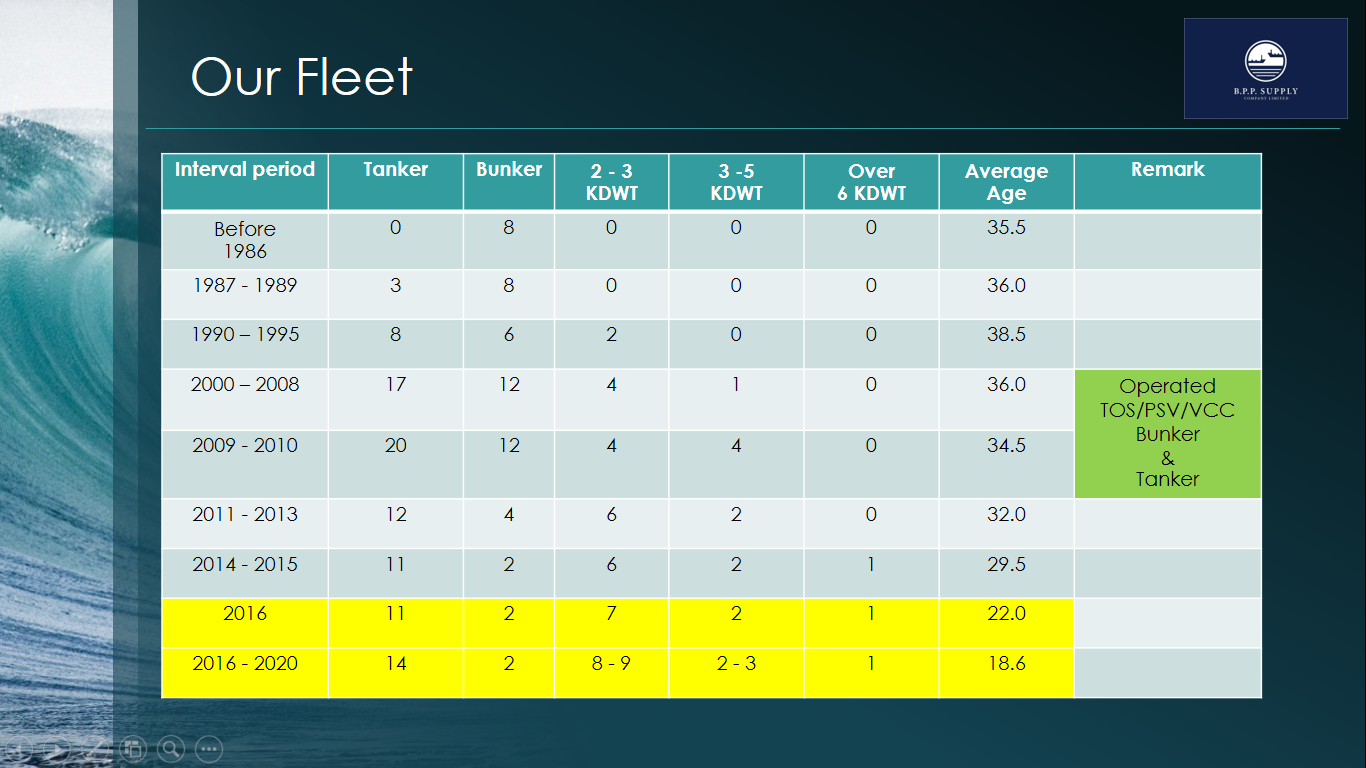 Our Fleet
B.P.P. SUPPLY
COMPANY LIMITED
Interval period Tanker Bunker 2 - 3 KDWT 3 -5 KDWT Over 6 KDWT Average Age Remark
Before 1986 0 8 0 0 0 35.5
1987 - 1989 3 8 0 0 0 36.0
1990 – 1995 8 6 2 0 0 38.5
2000 – 2008 17 12 4 1 0 36.0
Operated
TOS/PSV/VCC
Bunker
&
Tanker
2009 - 2010 20 12 4 4 0 34.5
2011 - 2013 12 4 6 2 0 32.0
2014 - 2015 11 2 6 2 1 29.5
2016 11 2 7 2 1 22.0
2016 - 2020 14 2 8 - 9 2 - 3 1 18.6